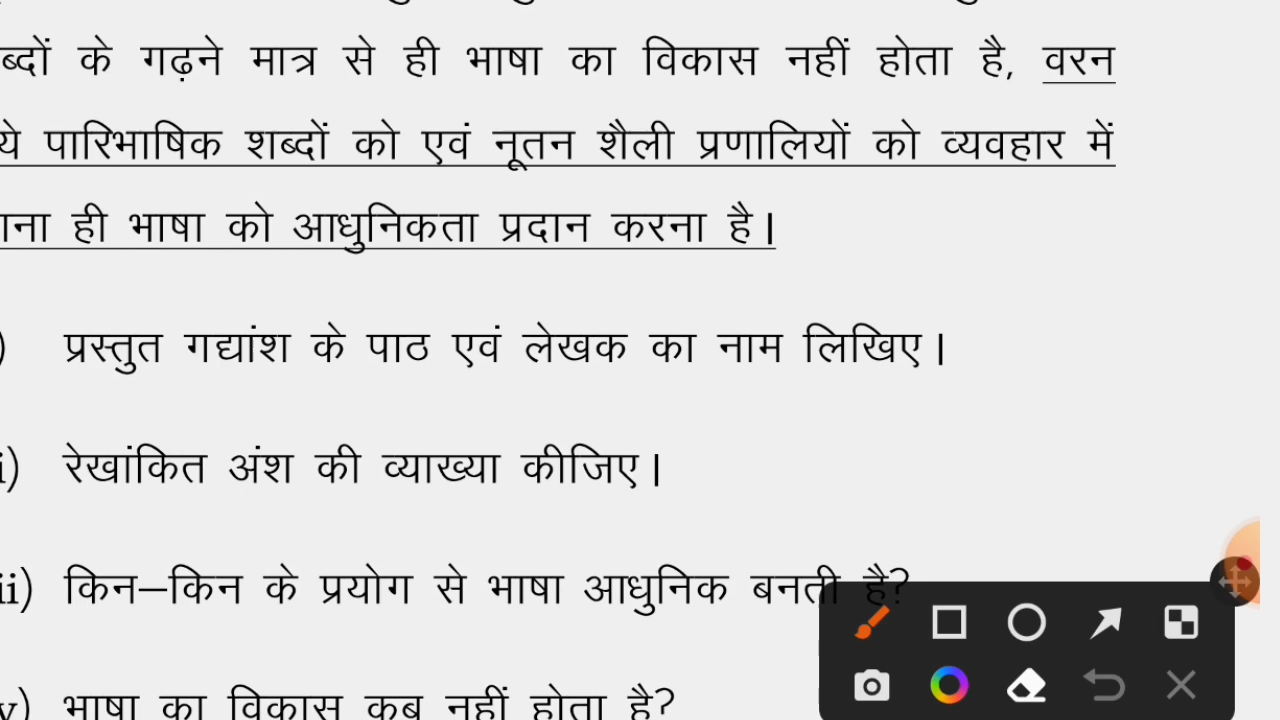 ब्दों के गढ़ने मात्र से ही भाषा का विकास नहीं होता है, वरन
ये पारिभाषिक शब्दों को एवं नूतन शैली प्रणालियों को व्यवहार में
ाना ही भाषा को आधुनिकता प्रदान करना है।
) प्रस्तुत गद्यांश के पाठ एवं लेखक का नाम लिखिए।
i) रेखांकित अंश की व्याख्या कीजिए।
ii) किन–किन के प्रयोग से भाषा आधुनिक बनती है?
v) भाषा का विकास कब नहीं होता है?